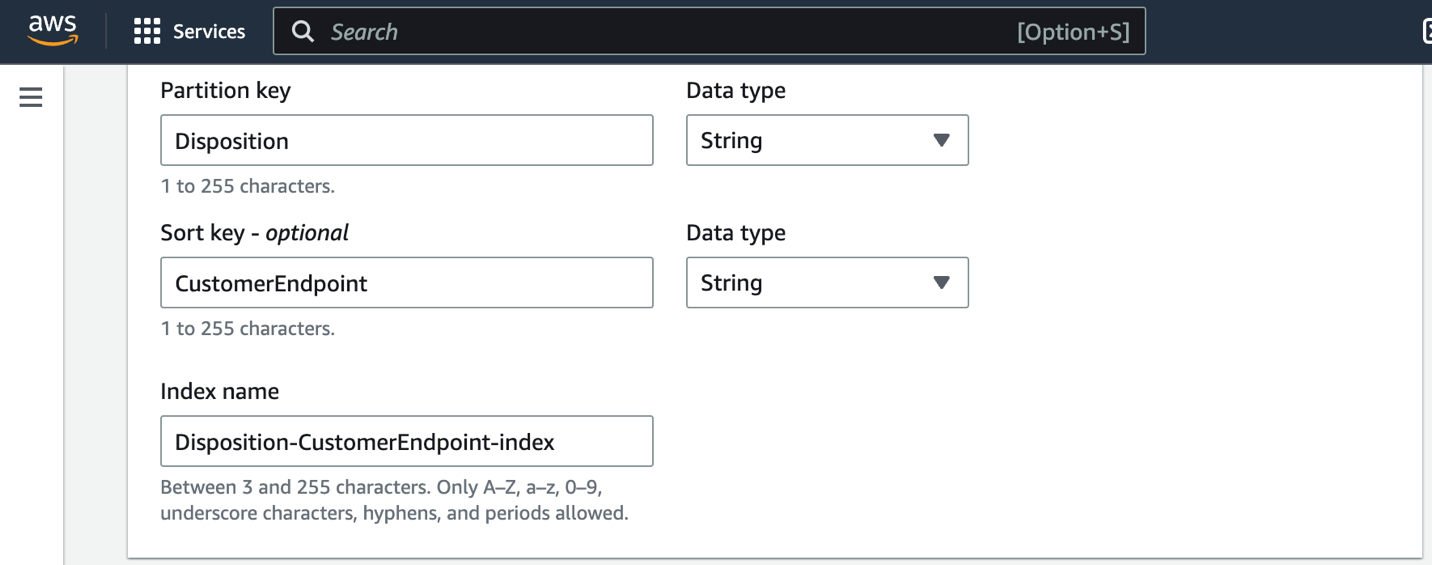 aws Services Search [Option+S]
Partition key Data type
Disposition String
1 to 255 characters.
Sort key - optional Data type
CustomerEndpoint String
1 to 255 characters.
Index name
Disposition-CustomerEndpoint-index
Between 3 and 255 characters. Only A–Z, a–z, 0–9,
underscore characters, hyphens, and periods allowed.